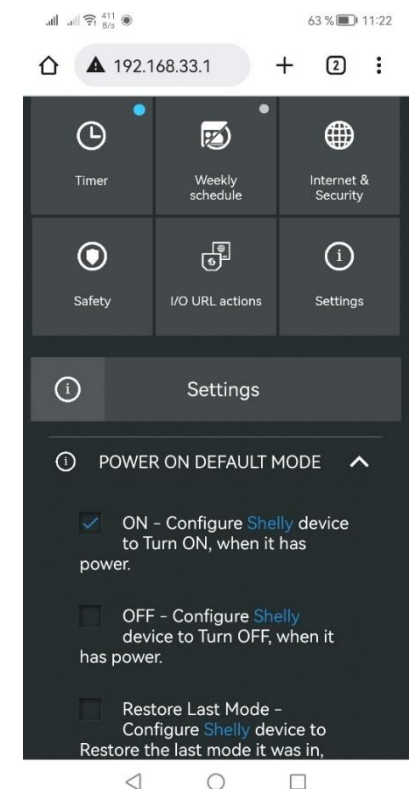 411 B/s 63 % 11:22
192.168.33.1 2
Timer
Weekly
schedule
Internet &
Security
Safety
I/O URL actions
Settings
Settings
POWER ON DEFAULT MODE
ON – Configure Shelly device
to Turn ON, when it has
power.
OFF – Configure Shelly
device to Turn OFF, when it
has power.
Restore Last Mode –
Configure Shelly device to
Restore the last mode it was in,